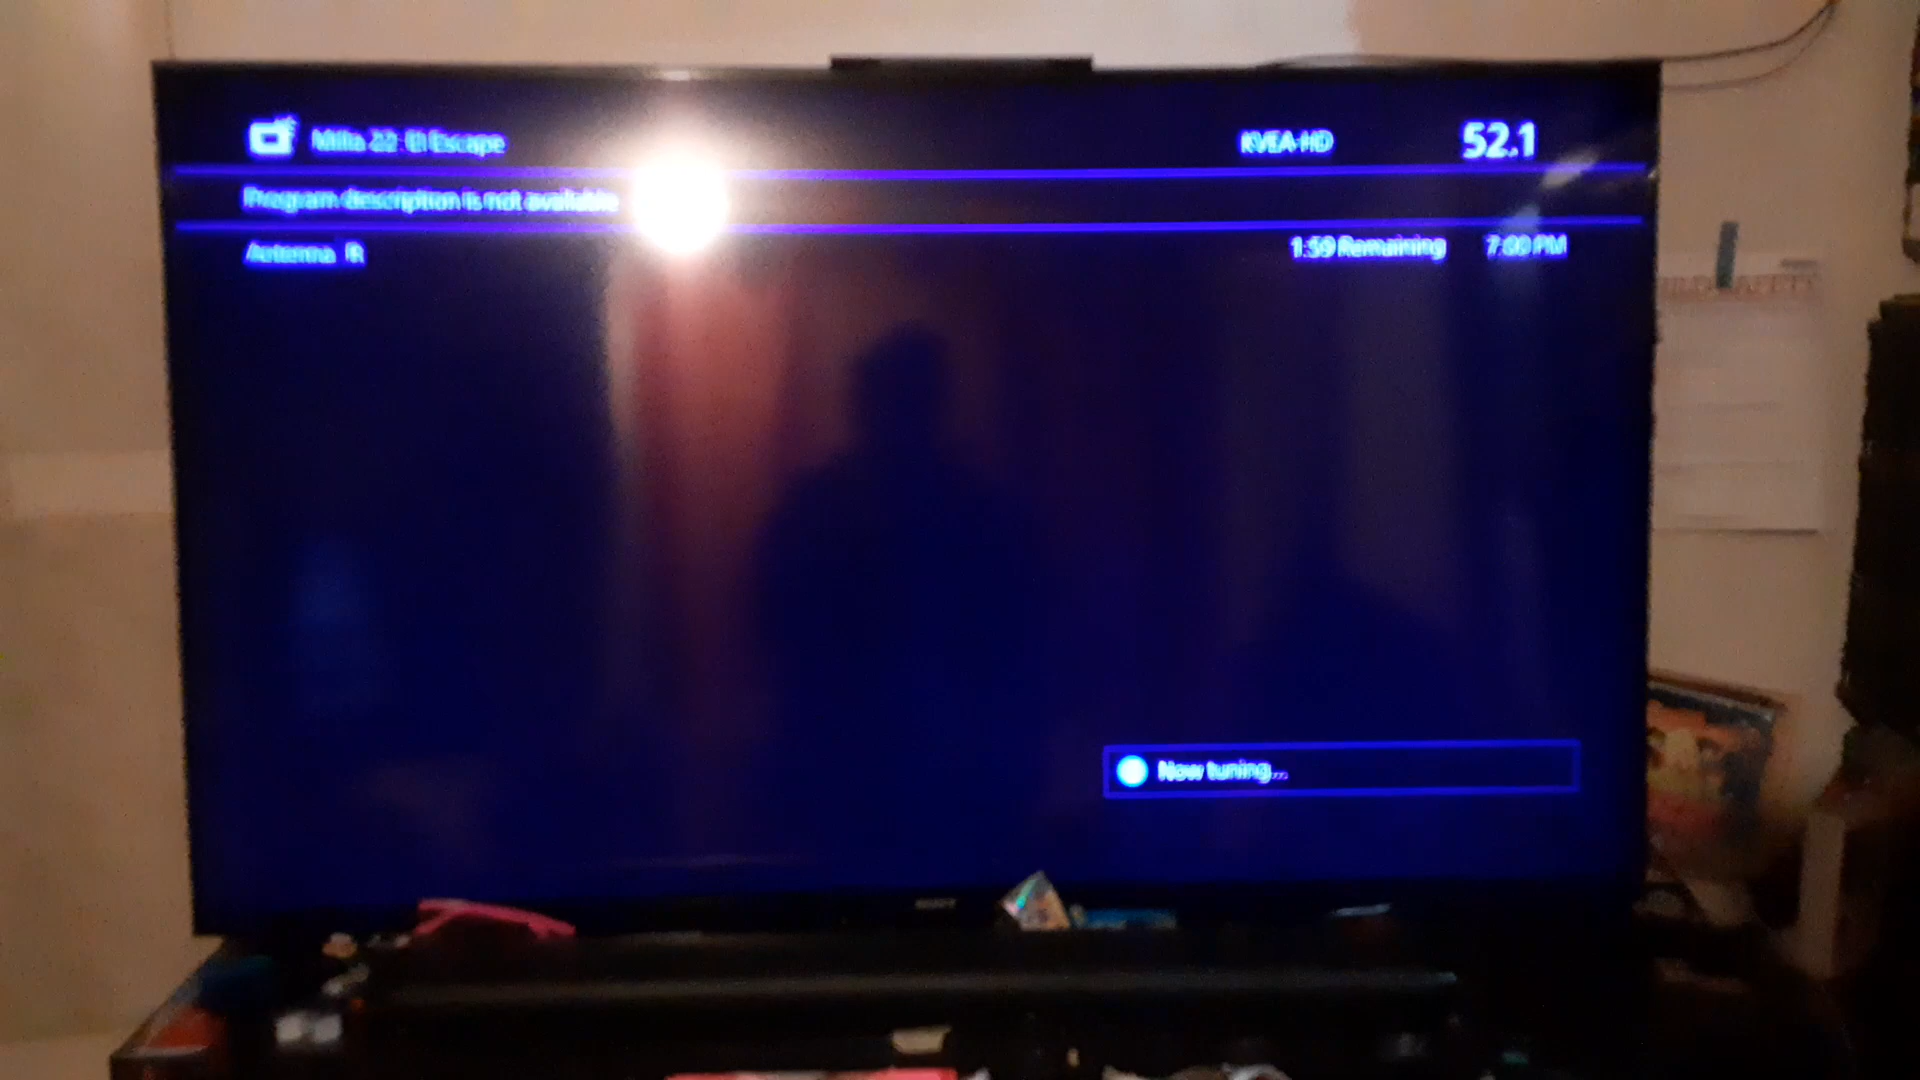 Milla 22: El Escape KVEA-HD 52.1
Program description is not available
Antenna 1:59 Remaining 7:00 PM
Now tuning...
SONY